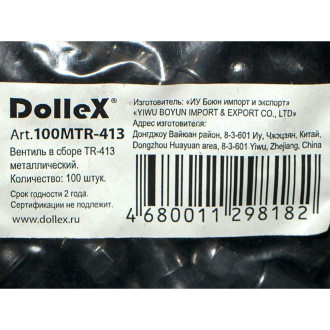 DolleX®
Art.100MTR-413
Вентиль в сборе TR-413
металлический.
Количество: 100 штук.
Срок годности 2 года.
Сертификации не подлежит.
www.dollex.ru
Изготовитель: «ИУ Боюн импорт и экспорт»
«YIWU BOYUN IMPORT & EXPORT CO., LTD»
Адрес изготовителя:
Донгджоу Вайюан район, 8-3-601 Иу, Чжэцзян, Китай,
Dongzhou Huayuan area, 8-3-601 Yiwu, Zhejiang, China
4 680011 298182